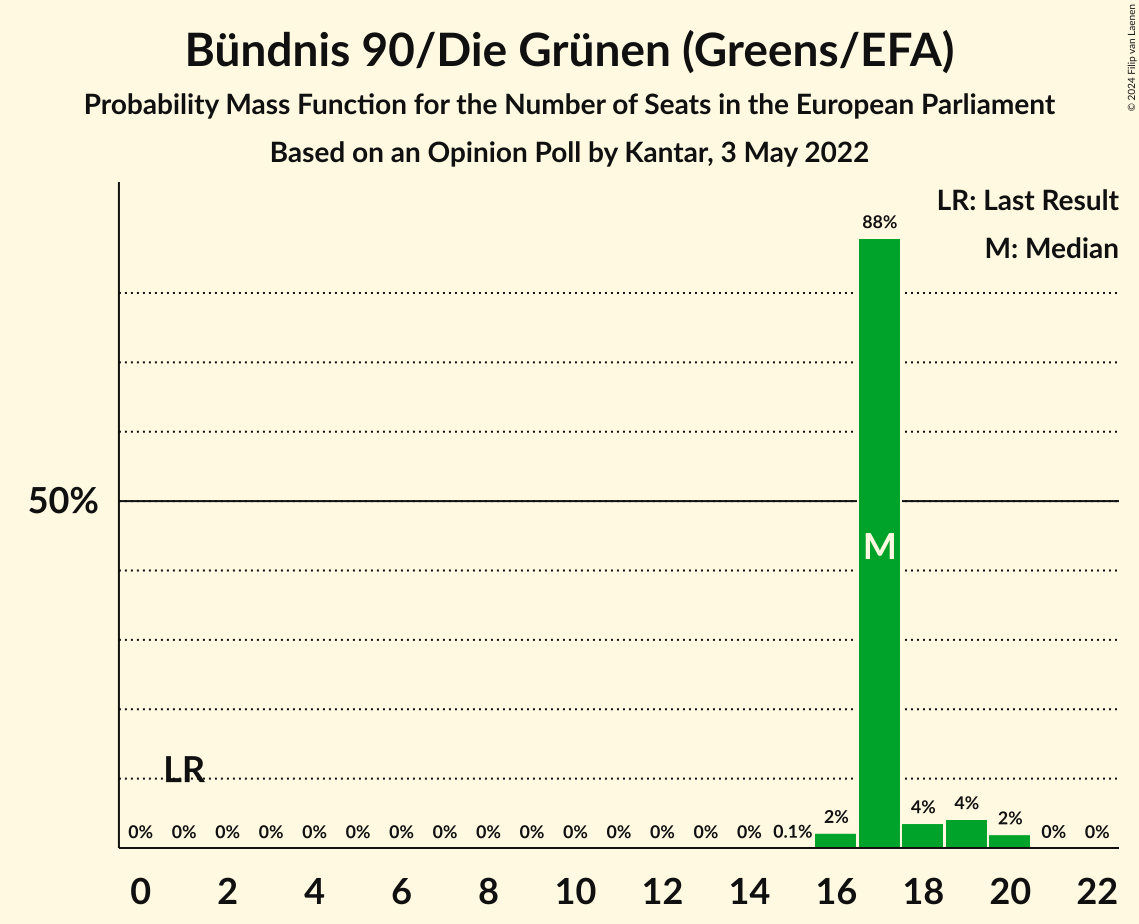 Bündnis 90/Die Grünen (Greens/EFA)
Probability Mass Function for the Number of Seats in the European Parliament
Based on an Opinion Poll by Kantar, 3 May 2022
© 2024 Filip van Laenen
LR: Last Result
M: Median
88%
50%
M
LR
0% 0% 0% 0% 0% 0% 0% 0% 0% 0% 0% 0% 0% 0% 0% 0.1% 2% 4% 4% 2% 0% 0%
0 2 4 6 8 10 12 14 16 18 20 22